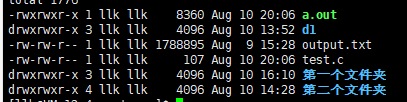 total 1776
-rwxrwxr-x 1 llk llk 8360 Aug 10 20:06 a.out
drwxrwxr-x 3 llk llk 4096 Aug 10 13:52 dl
-rw-rw-r-- 1 llk llk 1788895 Aug 9 15:28 output.txt
-rw-rw-r-- 1 llk llk 107 Aug 10 20:06 test.c
drwxrwxr-x 3 llk llk 4096 Aug 10 16:10 第一个文件夹
drwxrwxr-x 4 llk llk 4096 Aug 10 14:28 第二个文件夹